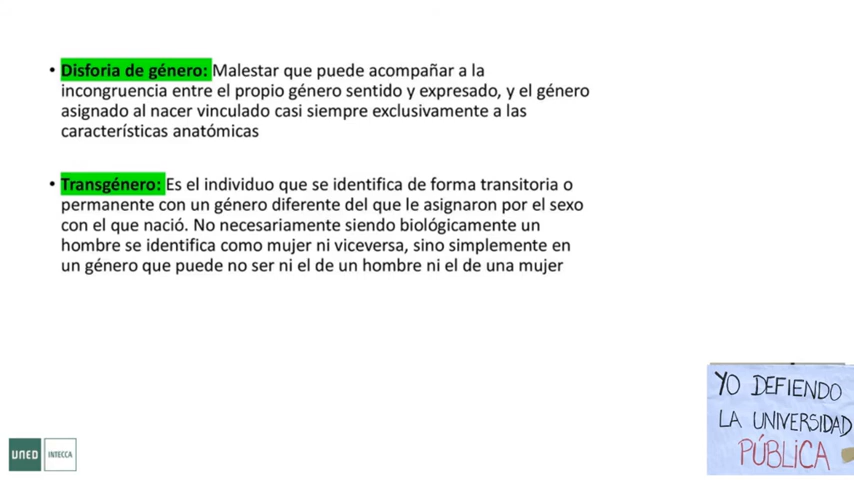 • Disforia de género: Malestar que puede acompañar a la
incongruencia entre el propio género sentido y expresado, y el género
asignado al nacer vinculado casi siempre exclusivamente a las
características anatómicas
• Transgénero: Es el individuo que se identifica de forma transitoria o
permanente con un género diferente del que le asignaron por el sexo
con el que nació. No necesariamente siendo biológicamente un
hombre se identifica como mujer ni viceversa, sino simplemente en
un género que puede no ser ni el de un hombre ni el de una mujer
YO DEFIENDO
LA UNIVERSIDAD
PÚBLICA
UNED INTECCA